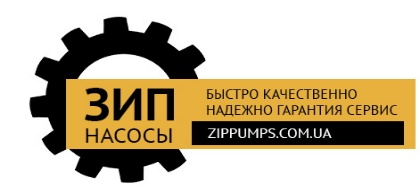 ЗИП
НАСОСЫ
БЫСТРО КАЧЕСТВЕННО
НАДЕЖНО ГАРАНТИЯ СЕРВИС
ZIPPUMPS.COM.UA